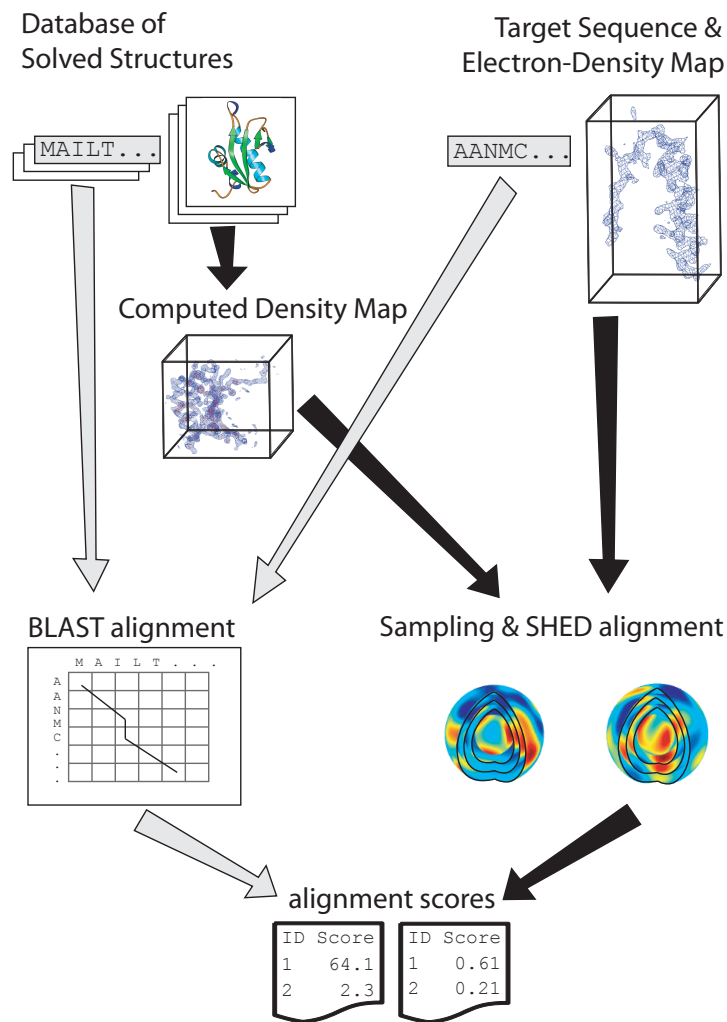 Database of
Solved Structures
Target Sequence &
Electron-Density Map
MAILT...
AANMC...
Computed Density Map
BLAST alignment
Sampling & SHED alignment
M A I L T . . .
A
A
N
M
C
.
.
.
alignment scores
ID Score
1 64.1
2 2.3
ID Score
1 0.61
2 0.21